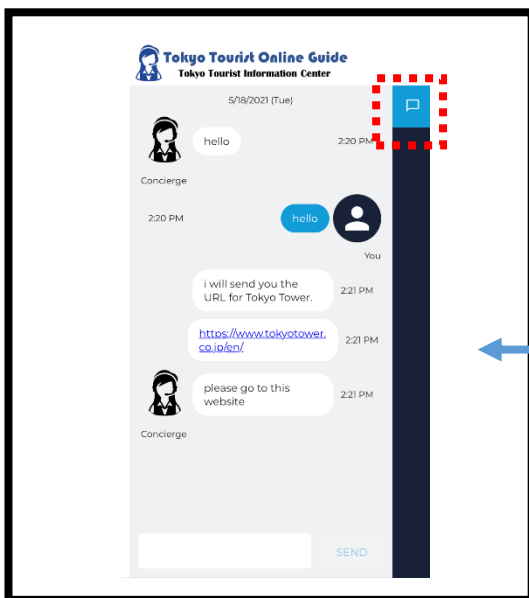 Tokyo Tourist Online Guide
Tokyo Tourist Information Center
5/18/2021 (Tue)
hello
2:20 PM
Concierge
2:20 PM
hello
You
i will send you the
URL for Tokyo Tower.
2:21 PM
https://www.tokyotower.
co.jp/en/
2:21 PM
please go to this
website
2:21 PM
Concierge
SEND